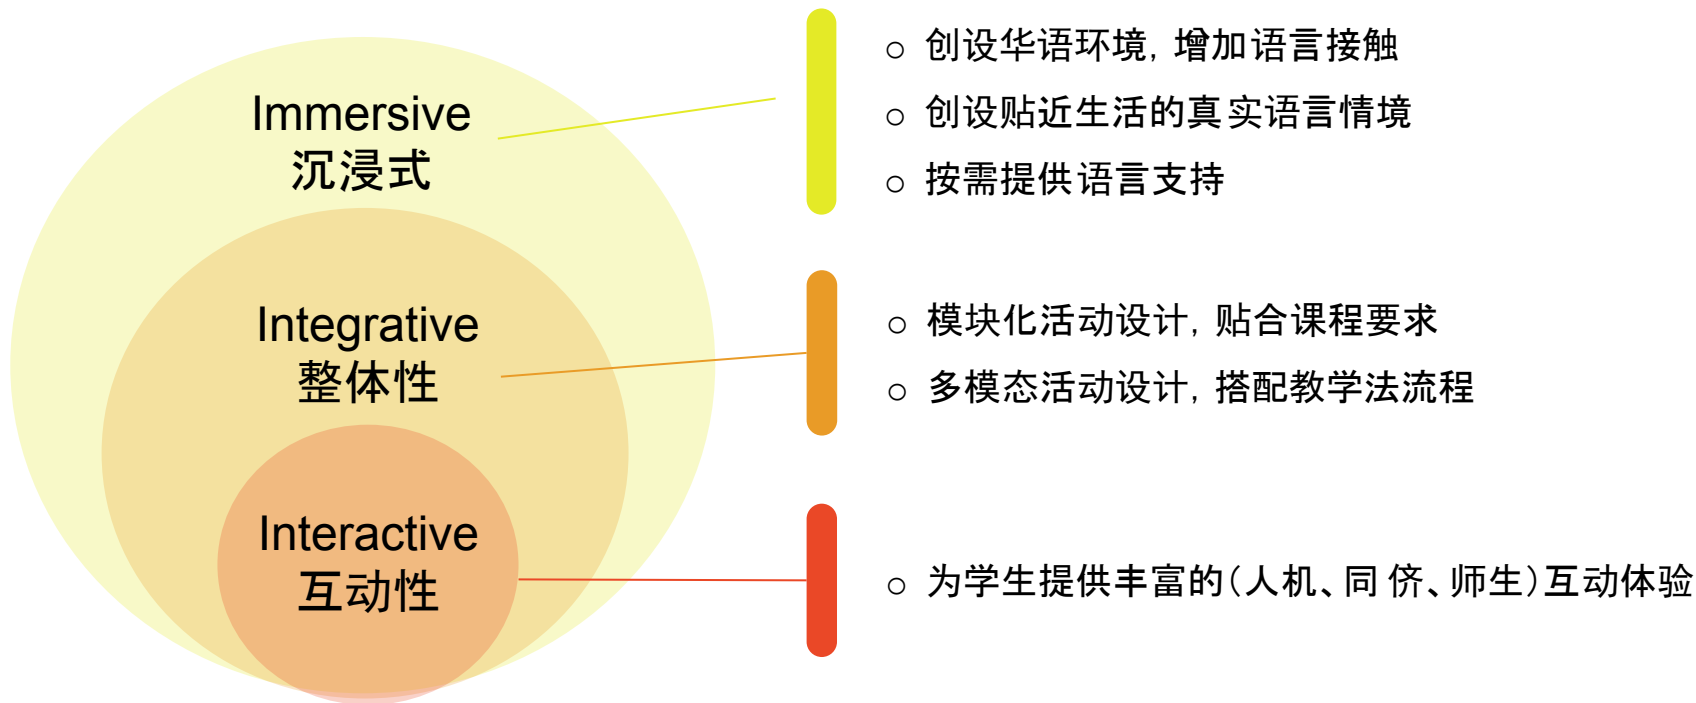 Immersive
沉浸式
○ 创设华语环境，增加语言接触
○ 创设贴近生活的真实语言情境
○ 按需提供语言支持
Integrative
整体性
○ 模块化活动设计，贴合课程要求
○ 多模态活动设计，搭配教学法流程
Interactive
互动性
○ 为学生提供丰富的（人机、同侪、师生）互动体验